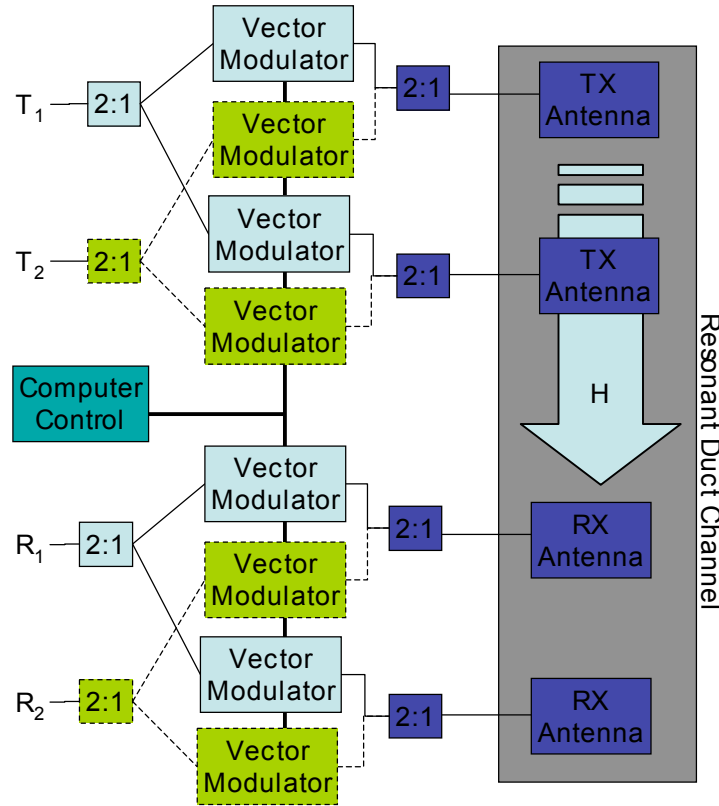 Vector
Modulator
2:1
TX
Antenna
T1
2:1
Vector
Modulator
Vector
Modulator
T2
2:1
2:1
TX
Antenna
Vector
Modulator
Computer
Control
H
Resonant Duct Channel
Vector
Modulator
R1
2:1
2:1
RX
Antenna
Vector
Modulator
Vector
Modulator
R2
2:1
2:1
RX
Antenna
Vector
Modulator